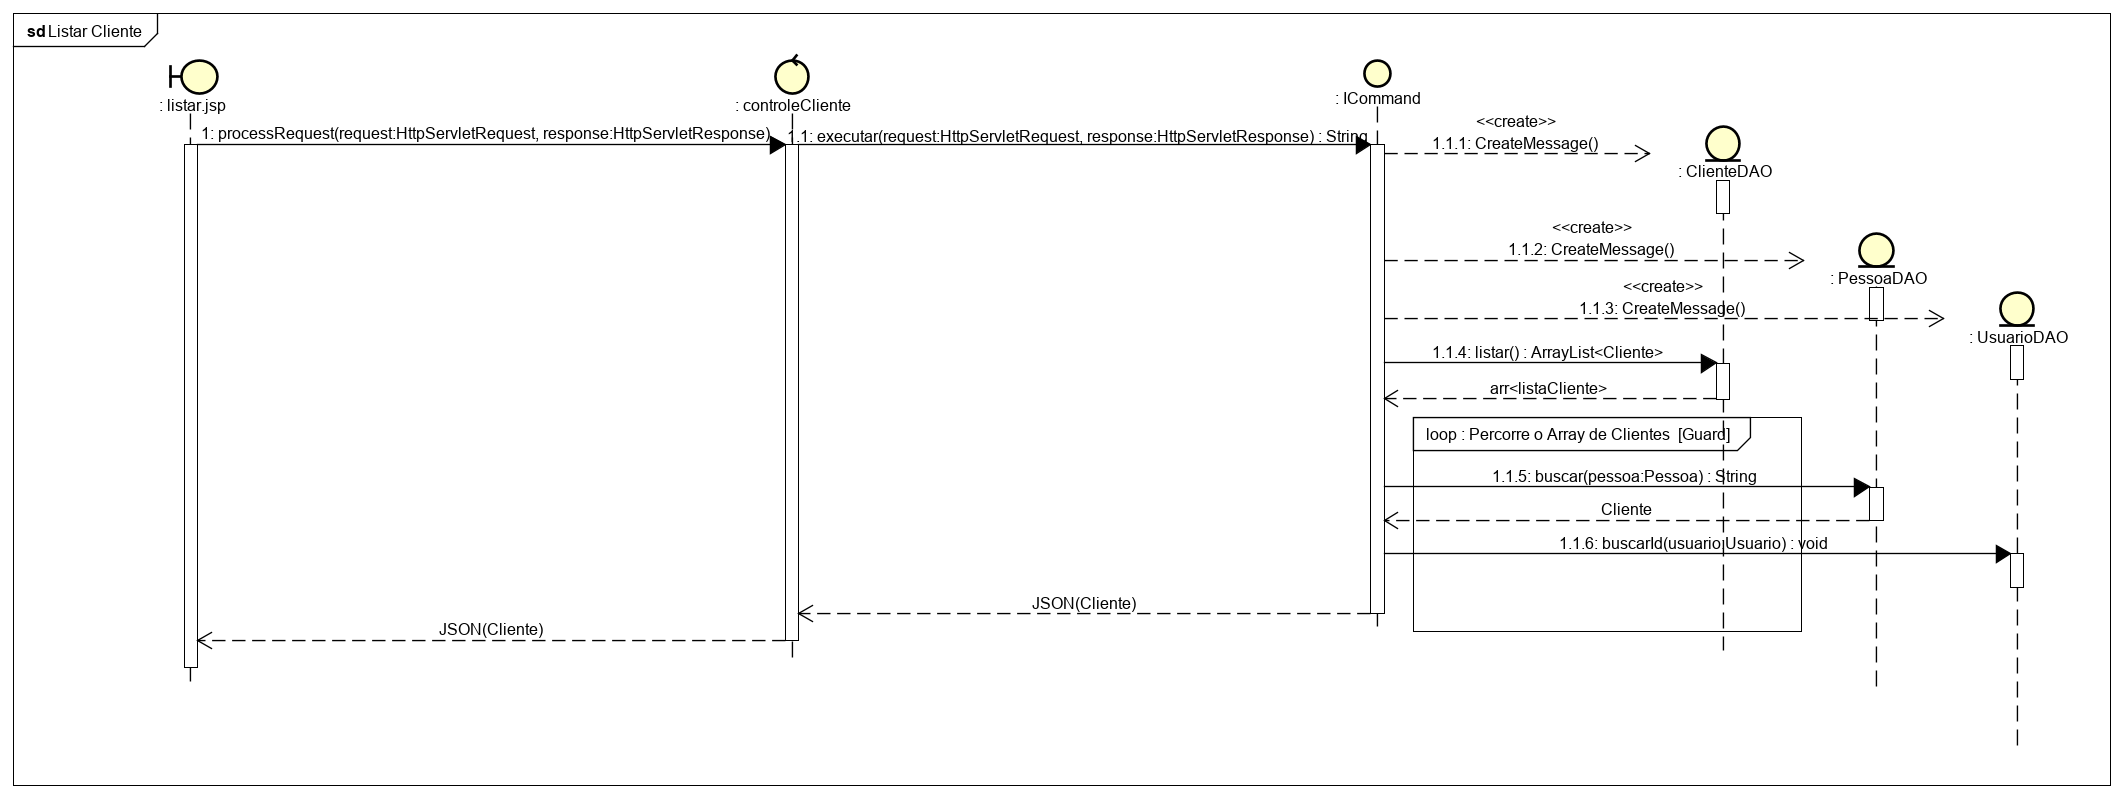 sd Listar Cliente
: listar.jsp
: controleCliente
: ICommand
1: processRequest(request:HttpServletRequest, response:HttpServletResponse)
1.1: executar(request:HttpServletRequest, response:HttpServletResponse) : String
<<create>>
1.1.1: CreateMessage()
: ClienteDAO
<<create>>
1.1.2: CreateMessage()
: PessoaDAO
<<create>>
1.1.3: CreateMessage()
: UsuarioDAO
1.1.4: listar() : ArrayList<Cliente>
arr<listaCliente>
loop : Percorre o Array de Clientes [Guard]
1.1.5: buscar(pessoa:Pessoa) : String
Cliente
1.1.6: buscarId(usuario:Usuario) : void
JSON(Cliente)
JSON(Cliente)